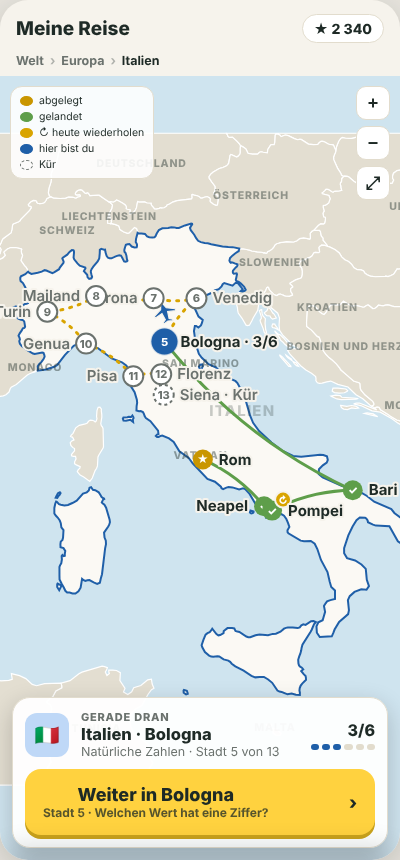 Meine Reise
★ 2 340
Welt › Europa › Italien
abgelegt
gelandet
↻ heute wiederholen
hier bist du
Kür
+
−
DEUTSCHLAND
ÖSTERREICH
LIECHTENSTEIN
SCHWEIZ
SLOWENIEN
Mailand 8 rona 7 6 Venedig
Turin 9
KROATIEN
5 Bologna · 3/6
Genua 10
BOSNIEN UND HERZ
SAN MARINO
MONACO
Pisa 11 12 Florenz
13 Siena · Kür
ITALIEN
Rom
Bari
Neapel
Pompei
GERADE DRAN
Italien · Bologna
3/6
Natürliche Zahlen · Stadt 5 von 13
Weiter in Bologna
Stadt 5 · Welchen Wert hat eine Ziffer?
›